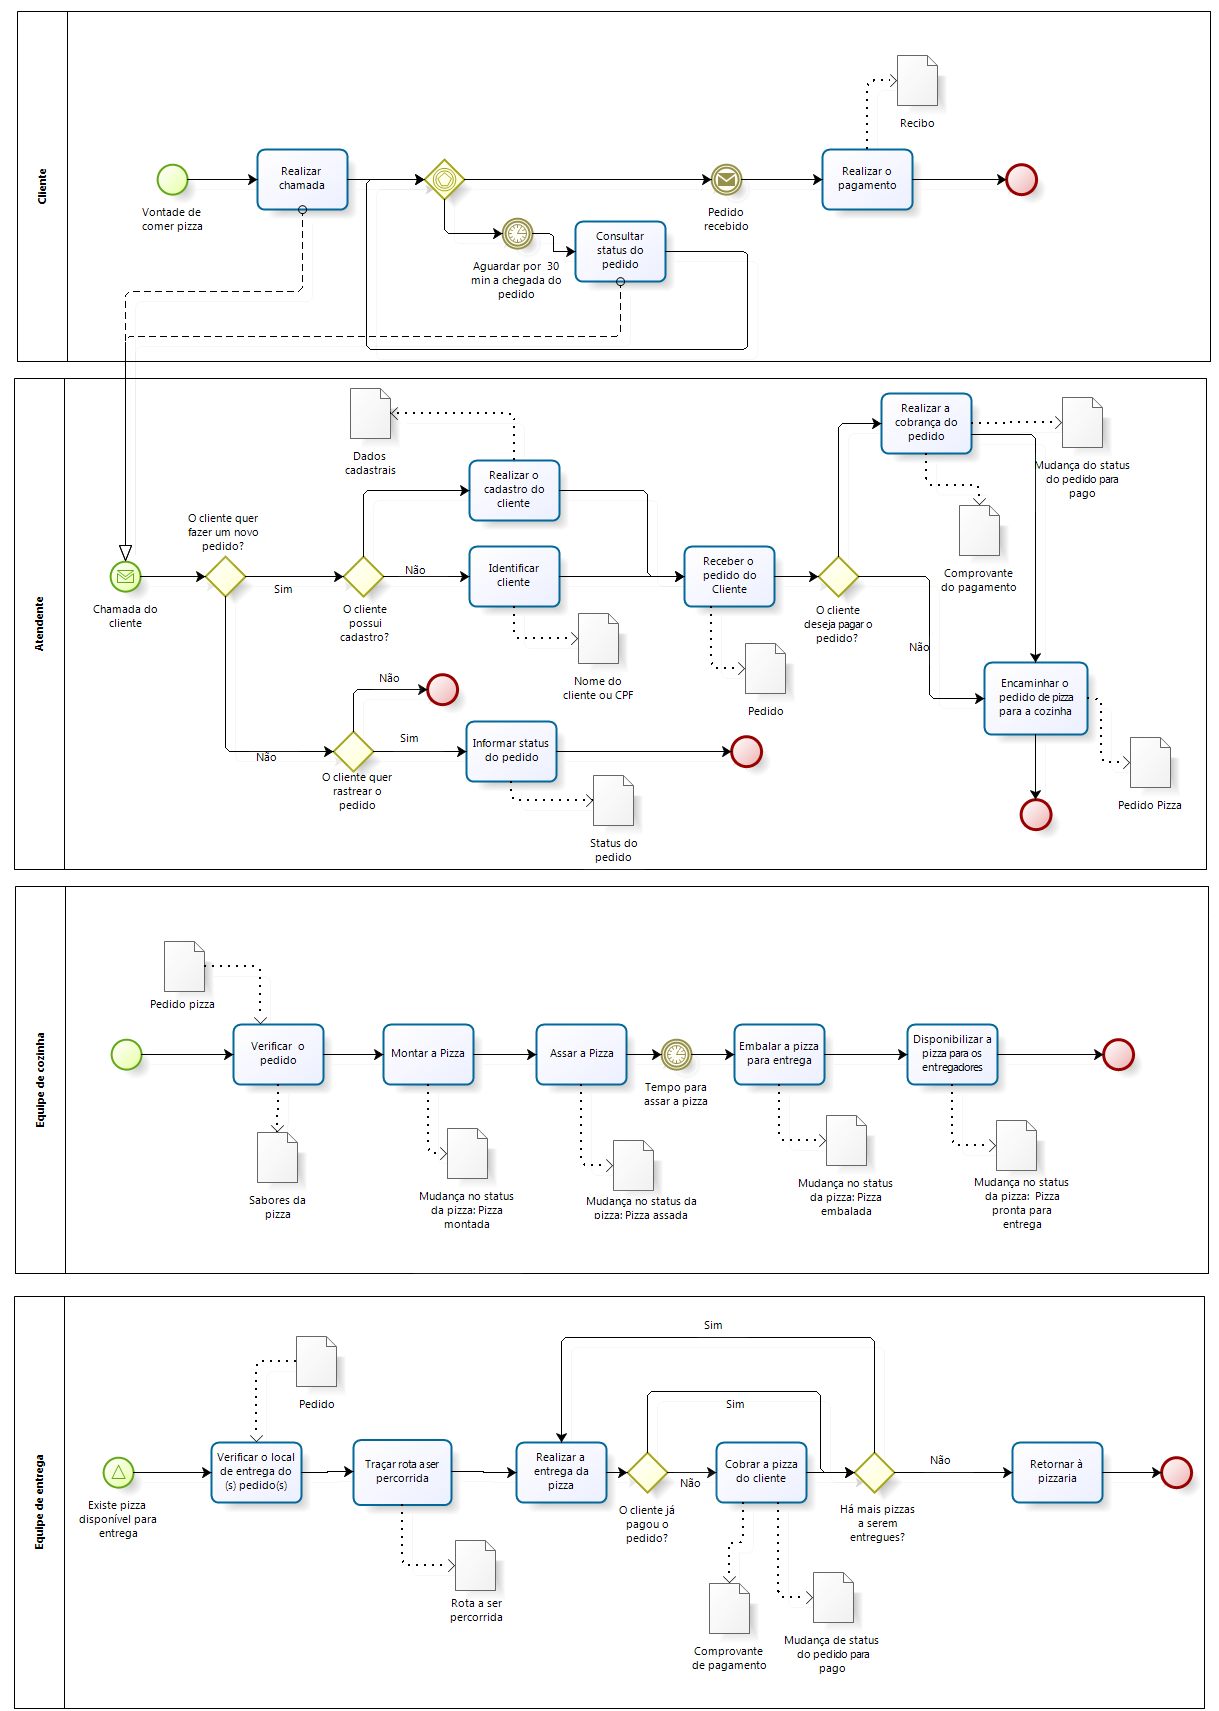 Cliente
Recibo
Realizar
chamada
Realizar o
pagamento
Vontade de
comer pizza
Pedido
recebido
Consultar
status do
pedido
Aguardar por 30
min a chegada do
pedido
Atendente
Dados
cadastrais
Realizar o
cadastro do
cliente
Realizar a
cobrança do
pedido
Mudança do status
do pedido para
pago
Comprovante
do pagamento
O cliente quer
fazer um novo
pedido?
Chamada do
cliente
Sim
O cliente
possui
cadastro?
Não
Identificar
cliente
Nome do
cliente ou CPF
Receber o
pedido do
Cliente
Pedido
O cliente
deseja pagar o
pedido?
Não
Encaminhar o
pedido de pizza
para a cozinha
Pedido Pizza
Não
Não
Sim
O cliente quer
rastrear o
pedido
Informar status
do pedido
Status do
pedido
Equipe de cozinha
Pedido pizza
Verificar o
pedido
Montar a Pizza
Assar a Pizza
Tempo para
assar a pizza
Embalar a pizza
para entrega
Disponibilizar a
pizza para os
entregadores
Sabores da
pizza
Mudança no status
da pizza: Pizza
montada
Mudança no status da
pizza: Pizza assada
Mudança no status
da pizza: Pizza
embalada
Mudança no status
da pizza: Pizza
pronta para
entrega
Equipe de entrega
Sim
Pedido
Sim
Existe pizza
disponível para
entrega
Verificar o local
de entrega do
(s) pedido(s)
Traçar rota a ser
percorrida
Rota a ser
percorrida
Realizar a
entrega da
pizza
O cliente já
pagou o
pedido?
Não
Cobrar a pizza
do cliente
Comprovante
de pagamento
Mudança de status
do pedido para
pago
Há mais pizzas
a serem
entregues?
Não
Retornar à
pizzaria